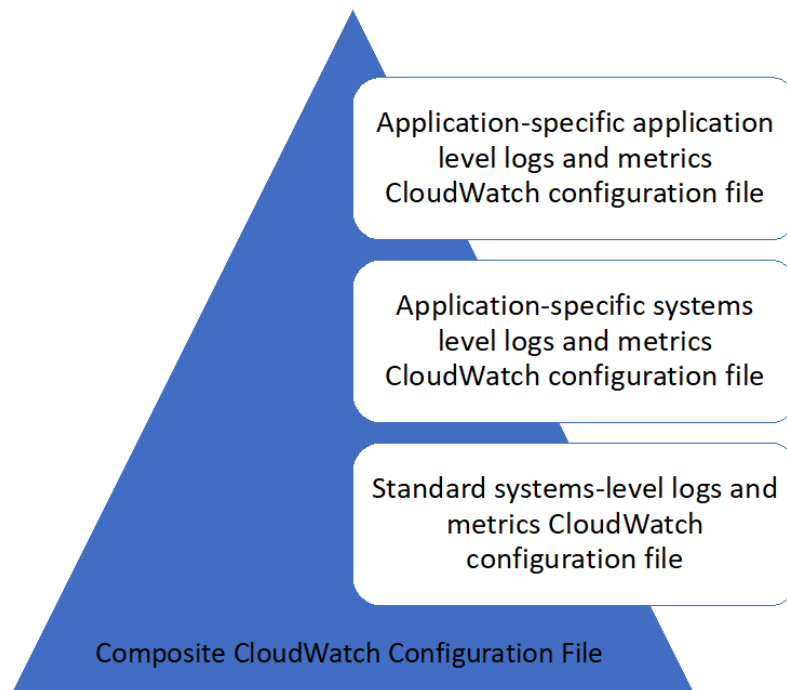 Application-specific application
level logs and metrics
CloudWatch configuration file
Application-specific systems
level logs and metrics
CloudWatch configuration file
Standard systems-level logs and
metrics CloudWatch
configuration file
Composite CloudWatch Configuration File